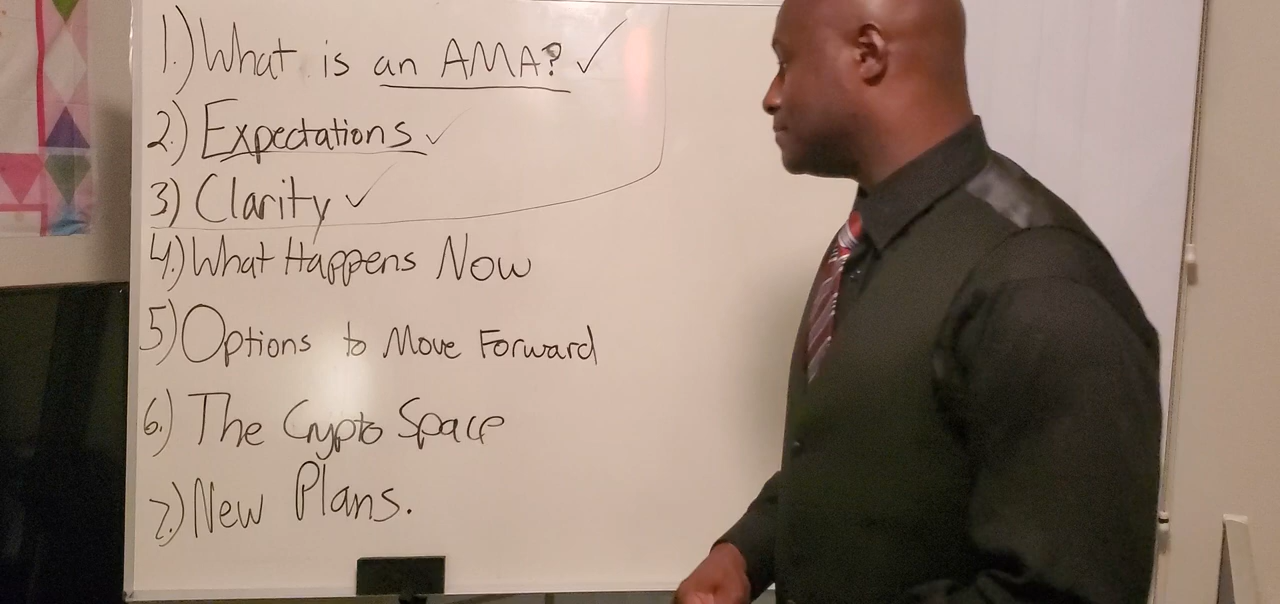 1.) What is an AMA? ✓
2.) Expectations ✓
3) Clarity ✓
4.) What Happens Now
5) Options to Move Forward
6.) The Crypto Space
7.) New Plans.